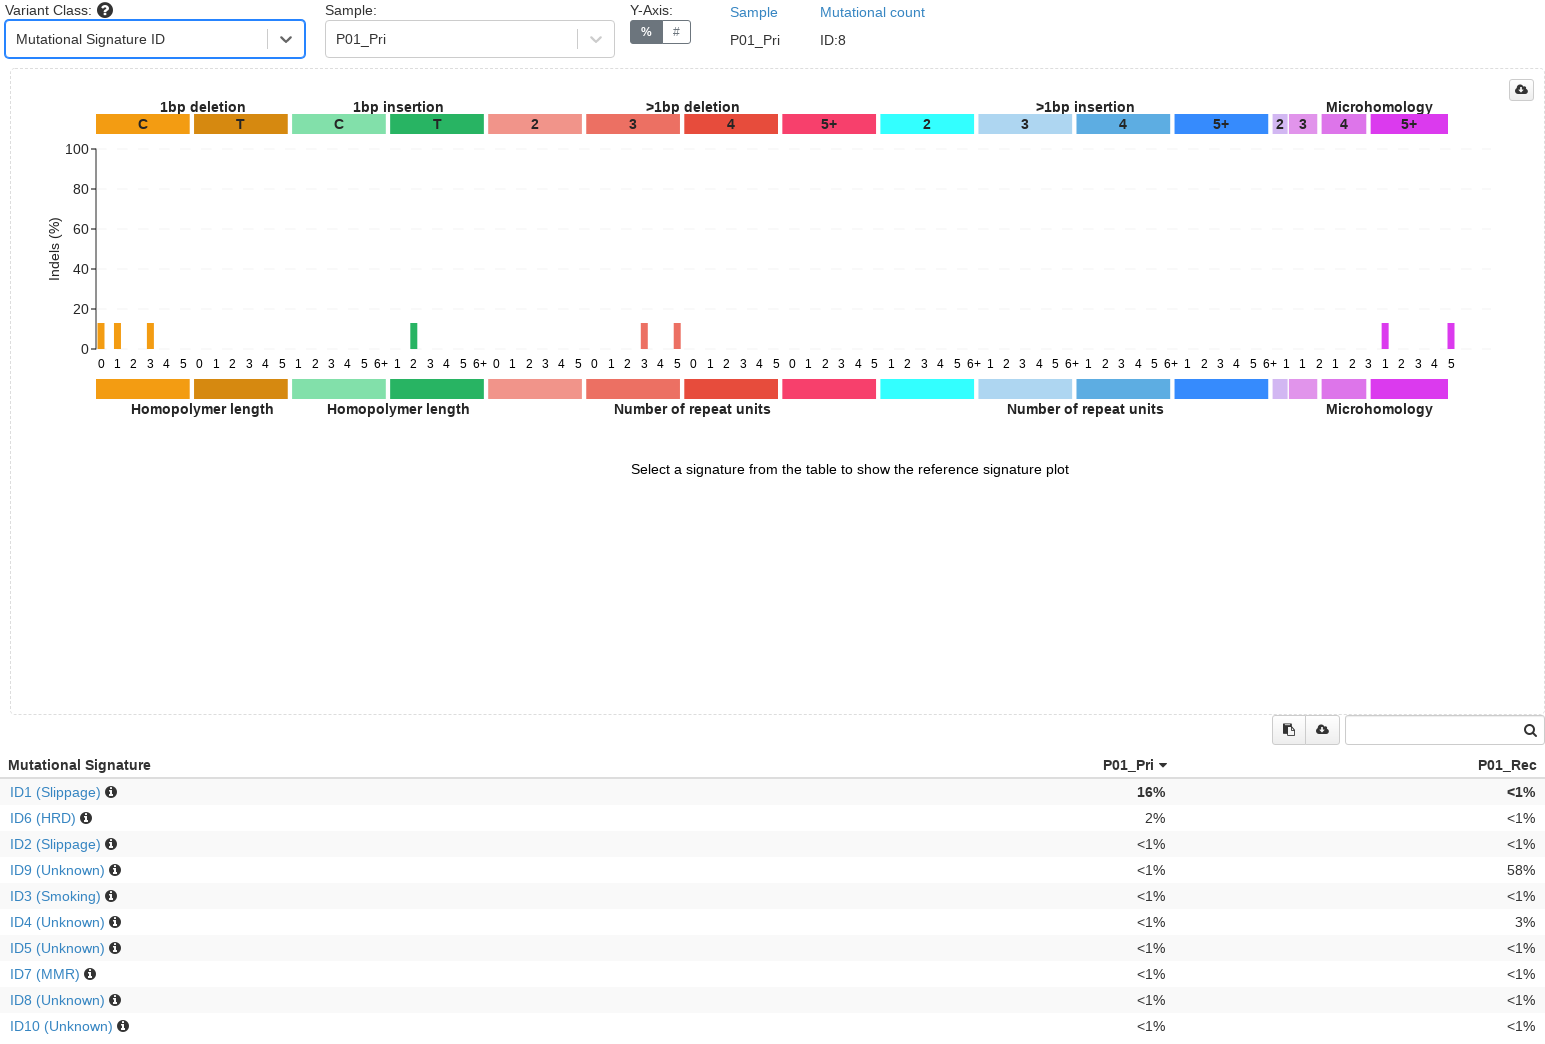 Variant Class: Sample: Y-Axis: Sample Mutational count
Mutational Signature ID P01_Pri % # P01_Pri ID:8
1bp deletion 1bp insertion >1bp deletion >1bp insertion Microhomology
C T C T 2 3 4 5+ 2 3 4 5+ 2 3 4 5+
100
80
60
40
20
0
Indels (%)
0 1 2 3 4 5 0 1 2 3 4 5 1 2 3 4 5 6+ 1 2 3 4 5 6+ 0 1 2 3 4 5 0 1 2 3 4 5 0 1 2 3 4 5 0 1 2 3 4 5 1 2 3 4 5 6+ 1 2 3 4 5 6+ 1 2 3 4 5 6+ 1 2 3 4 5 6+ 1 1 2 1 2 3 1 2 3 4 5
Homopolymer length Homopolymer length Number of repeat units Number of repeat units Microhomology
Select a signature from the table to show the reference signature plot
Mutational Signature P01_Pri P01_Rec
ID1 (Slippage) 16% <1%
ID6 (HRD) 2% <1%
ID2 (Slippage) <1% <1%
ID9 (Unknown) <1% 58%
ID3 (Smoking) <1% <1%
ID4 (Unknown) <1% 3%
ID5 (Unknown) <1% <1%
ID7 (MMR) <1% <1%
ID8 (Unknown) <1% <1%
ID10 (Unknown) <1% <1%